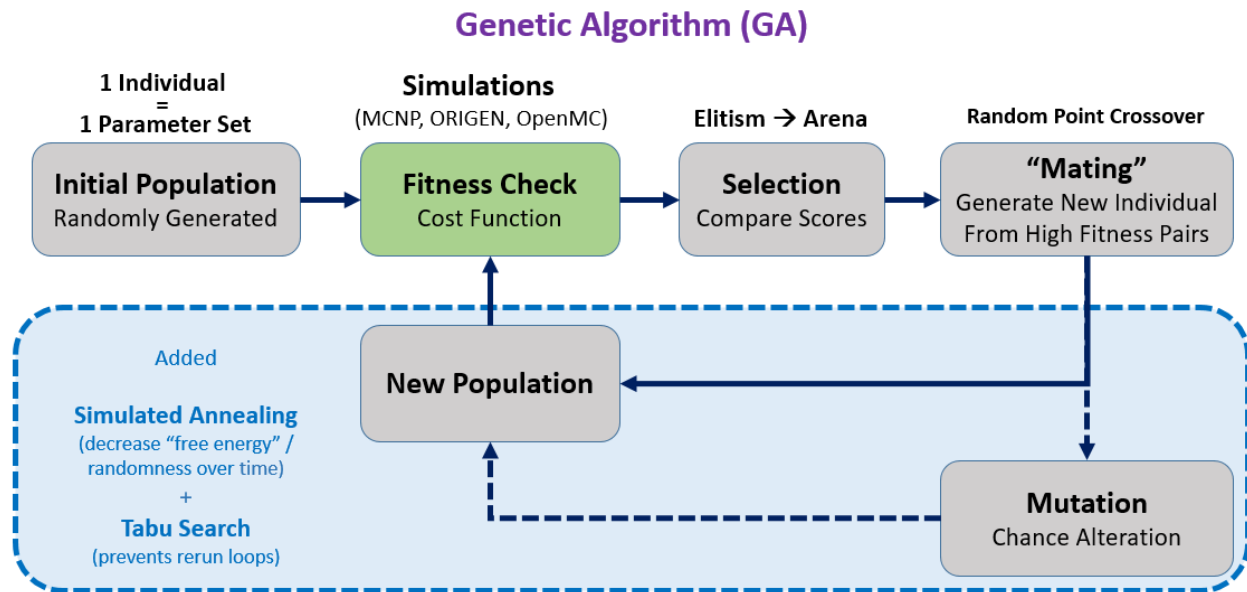 Genetic Algorithm (GA)
1 Individual
=
1 Parameter Set
Simulations
(MCNP, ORIGEN, OpenMC)
Elitism → Arena
Random Point Crossover
Initial Population
Randomly Generated
Fitness Check
Cost Function
Selection
Compare Scores
“Mating”
Generate New Individual
From High Fitness Pairs
Added
Simulated Annealing
(decrease “free energy” /
randomness over time)
+
Tabu Search
(prevents rerun loops)
New Population
Mutation
Chance Alteration